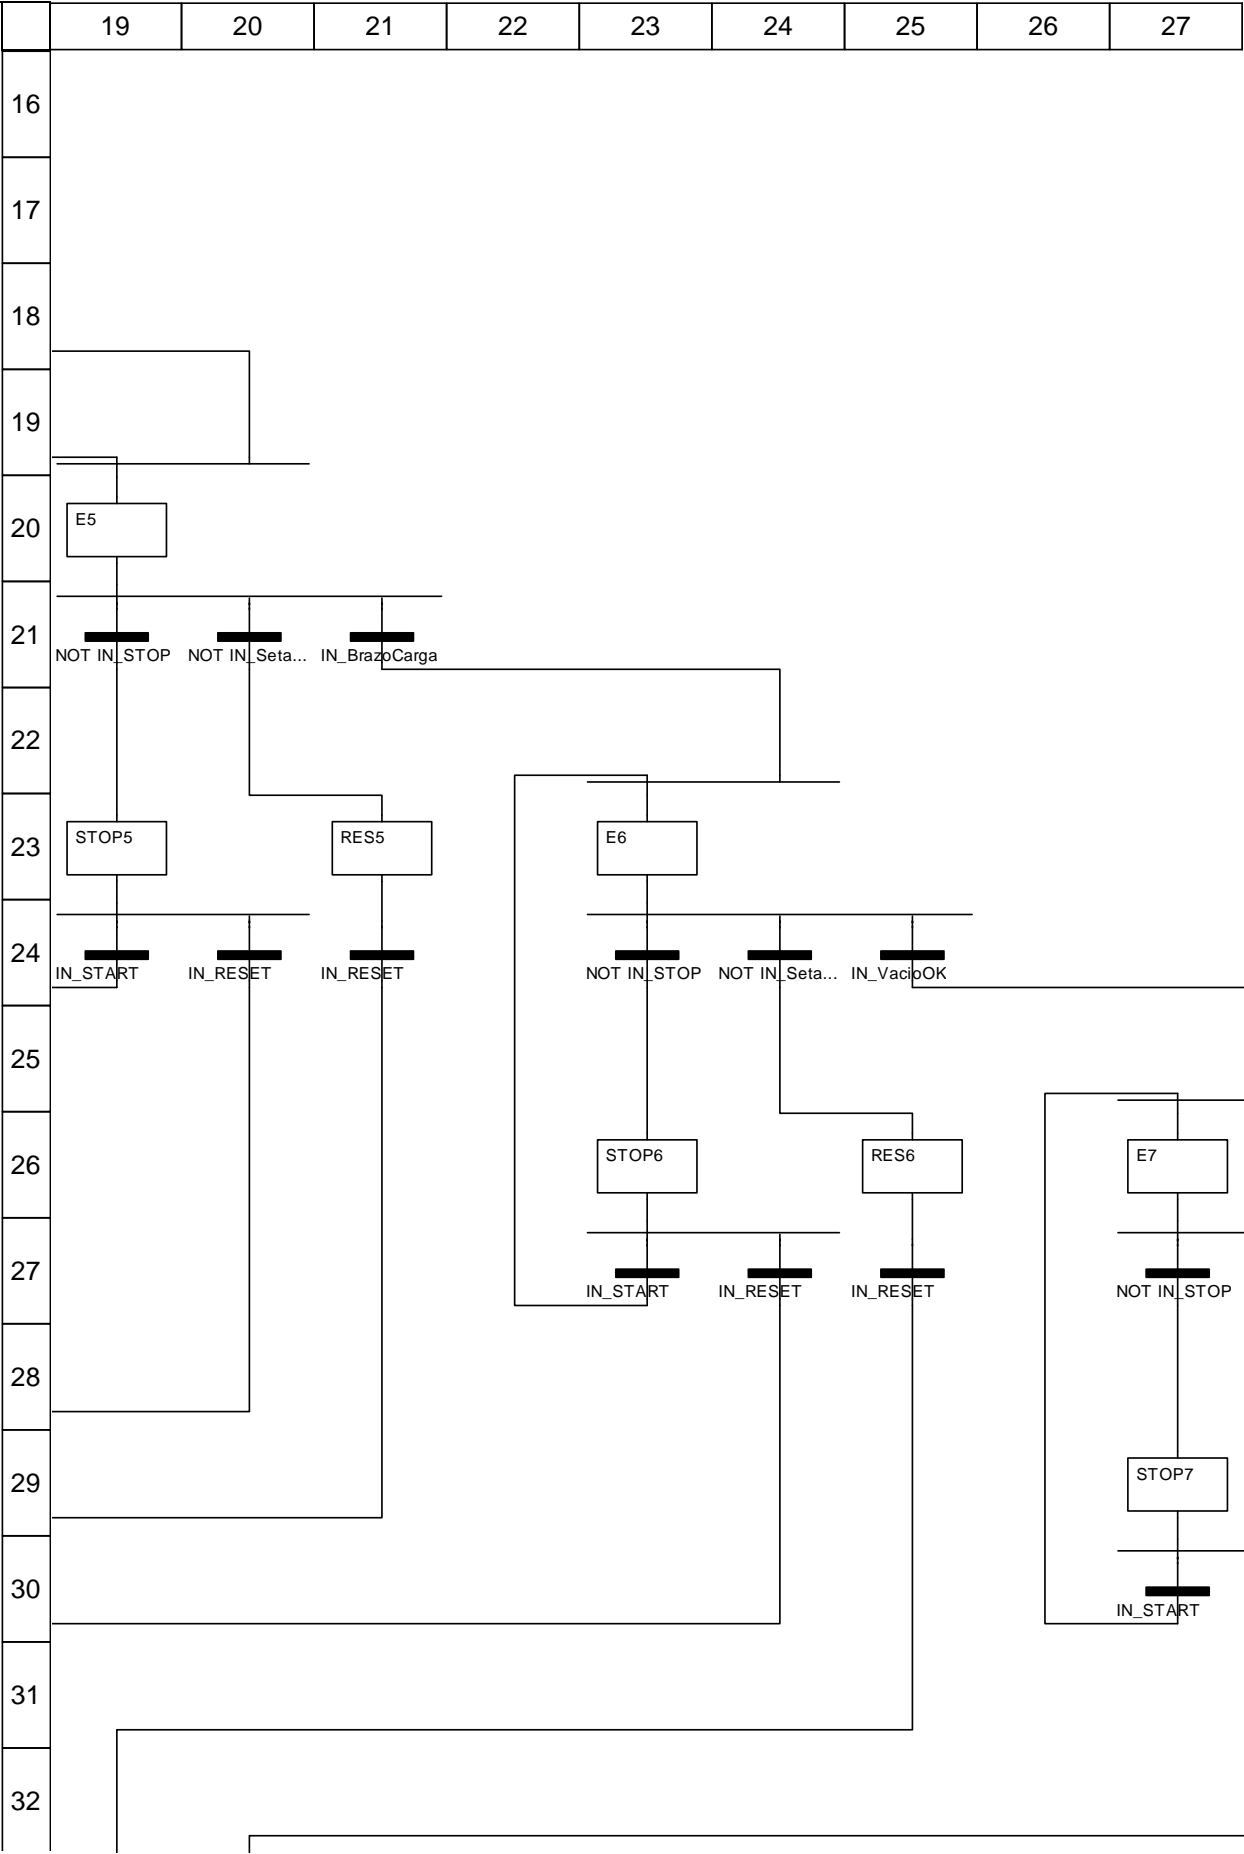 19 20 21 22 23 24 25 26 27
16
17
18
19
20
E5
21
NOT IN_STOP NOT IN_Seta... IN_BrazoCarga
22
23
STOP5 RES5 E6
24
IN_START IN_RESET IN_RESET NOT IN_STOP NOT IN_Seta... IN_VacioOK
25
26
STOP6 RES6 E7
27
IN_START IN_RESET IN_RESET NOT IN_STOP
28
29
STOP7
30
IN_START
31
32